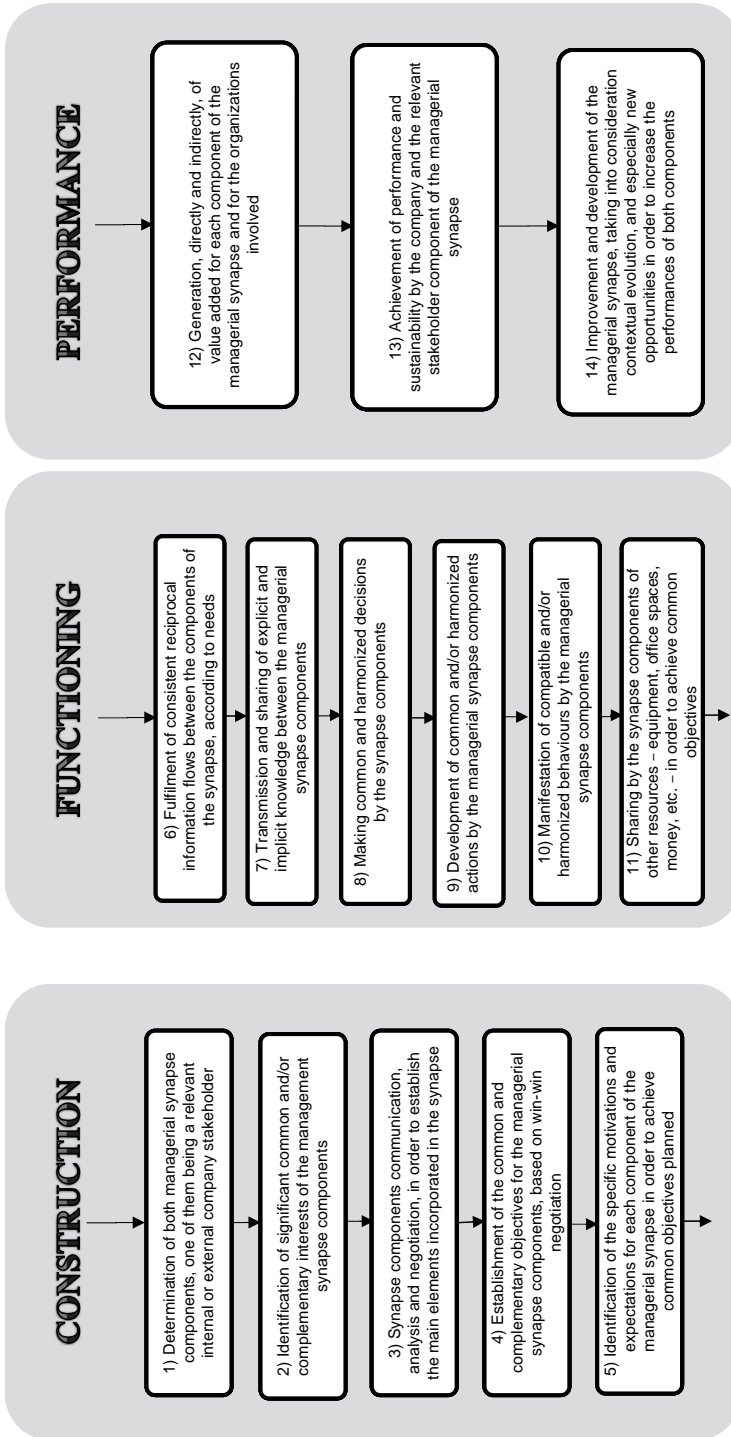 CONSTRUCTION
1) Determination of both managerial synapse
components, one of them being a relevant
internal or external company stakeholder
2) Identification of significant common and/or
complementary interests of the management
synapse components
3) Synapse components communication,
analysis and negotiation, in order to establish
the main elements incorporated in the synapse
4) Establishment of the common and
complementary objectives for the managerial
synapse components, based on win-win
negotiation
5) Identification of the specific motivations and
expectations for each component of the
managerial synapse in order to achieve
common objectives planned
FUNCTIONING
6) Fulfilment of consistent reciprocal
information flows between the components of
the synapse, according to needs
7) Transmission and sharing of explicit and
implicit knowledge between the managerial
synapse components
8) Making common and harmonized decisions
by the synapse components
9) Development of common and/or harmonized
actions by the managerial synapse components
10) Manifestation of compatible and/or
harmonized behaviours by the managerial
synapse components
11) Sharing by the synapse components of
other resources – equipment, office spaces,
money, etc. – in order to achieve common
objectives
PERFORMANCE
12) Generation, directly and indirectly, of
value added for each component of the
managerial synapse and for the organizations
involved
13) Achievement of performance and
sustainability by the company and the relevant
stakeholder component of the managerial
synapse
14) Improvement and development of the
managerial synapse, taking into consideration
contextual evolution, and especially new
opportunities in order to increase the
performances of both components